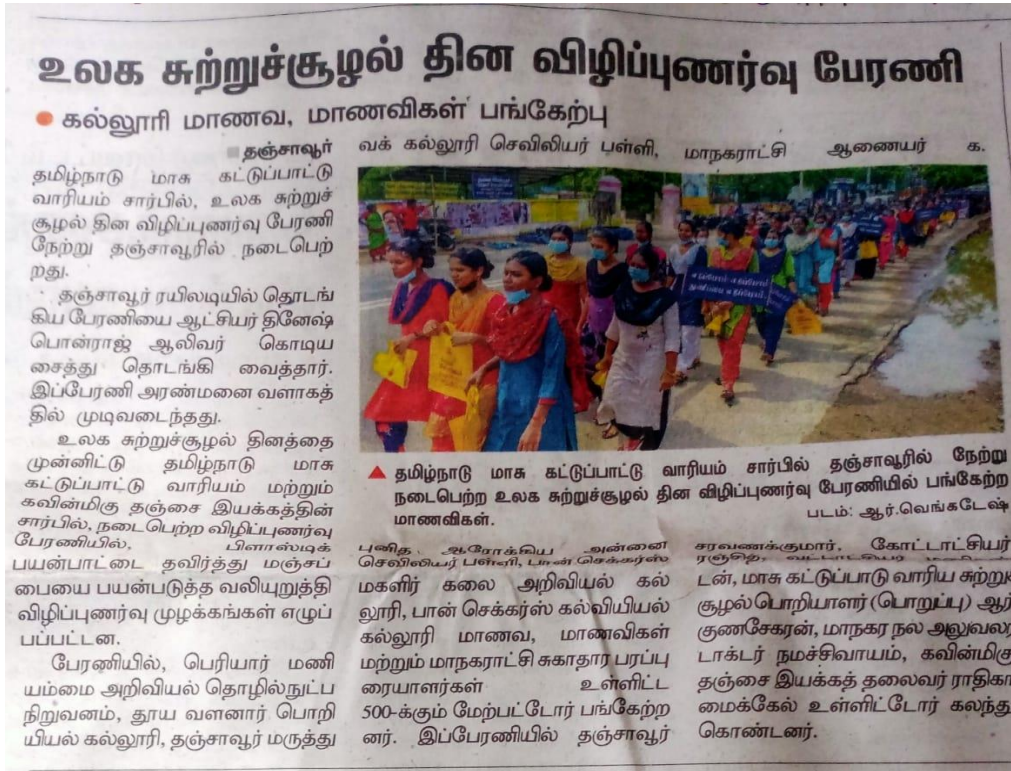 உலக சுற்றுச்சூழல் தின விழிப்புணர்வு பேரணி
கல்லூரி மாணவ, மாணவிகள் பங்கேற்பு
தஞ்சாவூர்
தமிழ்நாடு மாசு கட்டுப்பாட்டு
வாரியம் சார்பில், உலக சுற்றுச்
சூழல் தின விழிப்புணர்வு பேரணி
நேற்று தஞ்சாவூரில் நடைபெற்
றது.
தஞ்சாவூர் ரயிலடியில் தொடங்
கிய பேரணியை ஆட்சியர் தினேஷ்
பொன்ராஜ் ஆலிவர் கொடிய
சைத்து தொடங்கி வைத்தார்.
இப்பேரணி அரண்மனை வளாகத்
தில் முடிவடைந்தது.
உலக சுற்றுச்சூழல் தினத்தை
முன்னிட்டு தமிழ்நாடு மாசு
கட்டுப்பாட்டு வாரியம் மற்றும்
கவின்மிகு தஞ்சை இயக்கத்தின்
சார்பில், நடைபெற்ற விழிப்புணர்வு
பேரணியில், பிளாஸ்டிக்
பயன்பாட்டை தவிர்த்து மஞ்சப்
பையை பயன்படுத்த வலியுறுத்தி
விழிப்புணர்வு முழக்கங்கள் எழுப்
பப்பட்டன.
பேரணியில், பெரியார் மணி
யம்மை அறிவியல் தொழில்நுட்ப
நிறுவனம், தூய வளனார் பொறி
யியல் கல்லூரி, தஞ்சாவூர் மருத்து
வக் கல்லூரி செவிலியர் பள்ளி,
புனித ஆரோக்கிய அன்னை
செவிலியர் பள்ளி, பான் செக்கர்ஸ்
மகளிர் கலை அறிவியல் கல்
லூரி, பான் செக்கர்ஸ் கல்வியியல்
கல்லூரி மாணவ, மாணவிகள்
மற்றும் மாநகராட்சி சுகாதார பரப்பு
ரையாளர்கள் உள்ளிட்ட
500-க்கும் மேற்பட்டோர் பங்கேற்ற
னர். இப்பேரணியில் தஞ்சாவூர்
மாநகராட்சி ஆணையர் க.
சரவணக்குமார், கோட்டாட்சியர்
டன், மாசு கட்டுப்பாடு வாரிய சுற்றுச்
சூழல் பொறியாளர் (பொறுப்பு) ஆர்
குணசேகரன், மாநகர நல அலுவலர்
டாக்டர் நமச்சிவாயம், கவின்மிகு
தஞ்சை இயக்கத் தலைவர் ராதிகா
மைக்கேல் உள்ளிட்டோர் கலந்து
கொண்டனர்.
▲ தமிழ்நாடு மாசு கட்டுப்பாட்டு வாரியம் சார்பில் தஞ்சாவூரில் நேற்று
நடைபெற்ற உலக சுற்றுச்சூழல் தின விழிப்புணர்வு பேரணியில் பங்கேற்ற
மாணவிகள்.
படம்: ஆர்.வெங்கடேஷ்